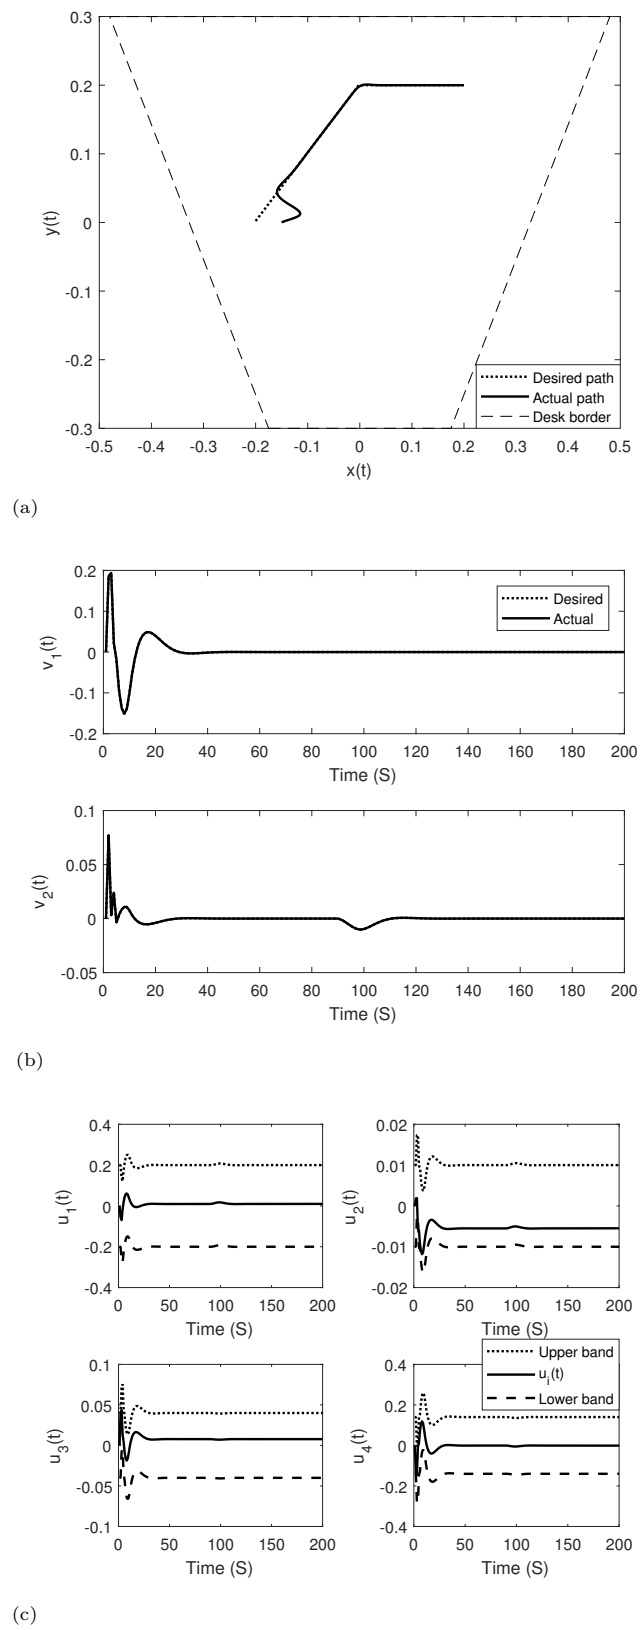 0.3
0.2
0.1
0
-0.1
-0.2
-0.3
y(t)
-0.5 -0.4 -0.3 -0.2 -0.1 0 0.1 0.2 0.3 0.4 0.5
x(t)
Desired path
Actual path
Desk border
(a)
0.2
0.1
0
-0.1
-0.2
v1(t)
Desired
Actual
0 20 40 60 80 100 120 140 160 180 200
Time (S)
0.1
0.05
0
-0.05
v2(t)
0 20 40 60 80 100 120 140 160 180 200
Time (S)
(b)
0.4
0.2
0
-0.2
-0.4
u1(t)
0 50 100 150 200
Time (S)
0.02
0.01
0
-0.01
-0.02
u2(t)
0 50 100 150 200
Time (S)
Upper band
ui(t)
Lower band
0.1
0.05
0
-0.05
-0.1
u3(t)
0 50 100 150 200
Time (S)
0.4
0.2
0
-0.2
-0.4
u4(t)
0 50 100 150 200
Time (S)
(c)